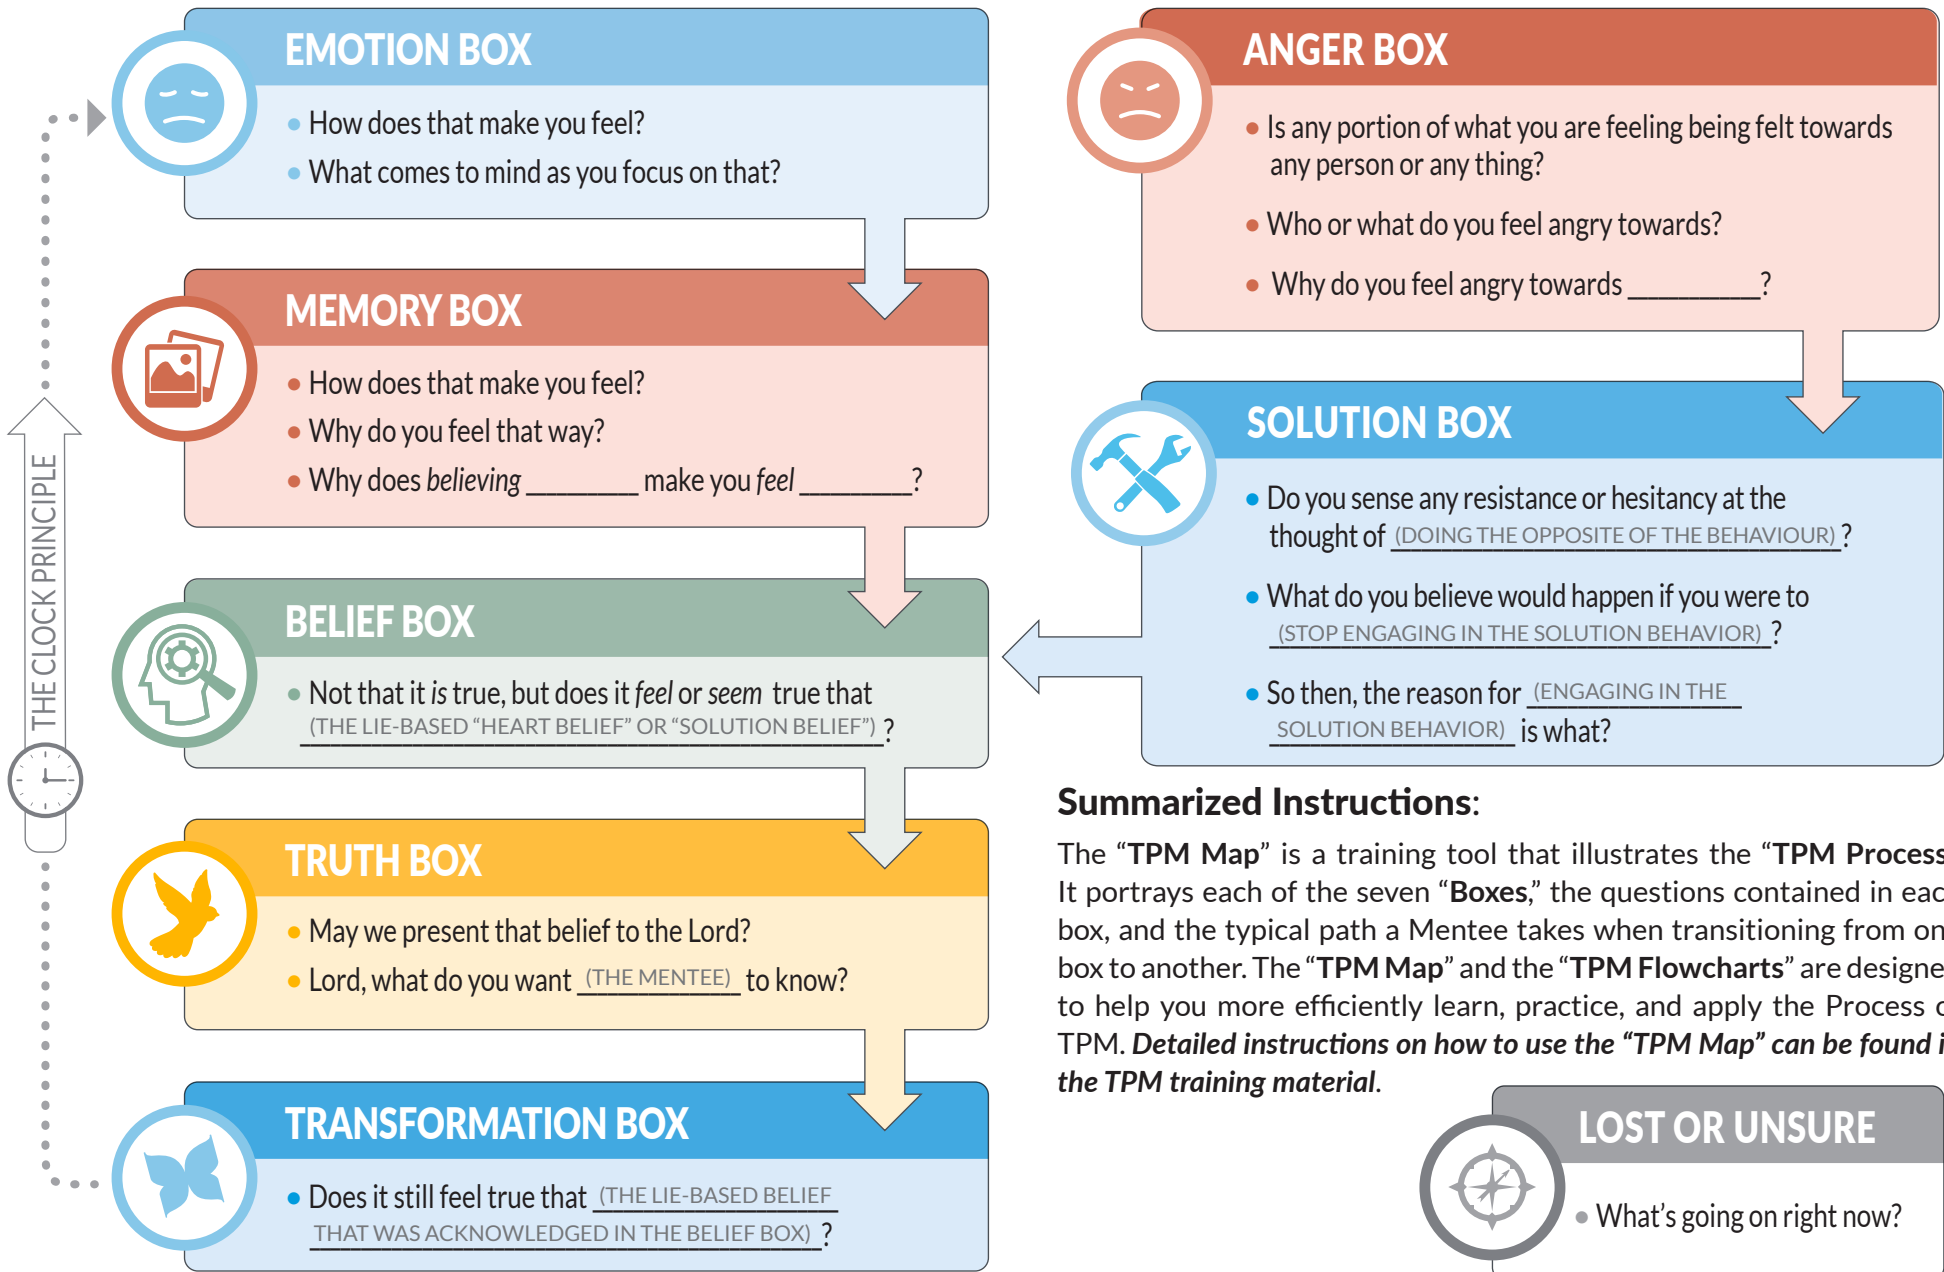 EMOTION BOX
• How does that make you feel?
• What comes to mind as you focus on that?
MEMORY BOX
• How does that make you feel?
• Why do you feel that way?
• Why does believing __________ make you feel __________?
BELIEF BOX
• Not that it is true, but does it feel or seem true that
(THE LIE-BASED “HEART BELIEF” OR “SOLUTION BELIEF”) ?
TRUTH BOX
• May we present that belief to the Lord?
• Lord, what do you want (THE MENTEE) to know?
TRANSFORMATION BOX
• Does it still feel true that (THE LIE-BASED BELIEF
THAT WAS ACKNOWLEDGED IN THE BELIEF BOX) ?
THE CLOCK PRINCIPLE
ANGER BOX
• Is any portion of what you are feeling being felt towards
any person or any thing?
• Who or what do you feel angry towards?
• Why do you feel angry towards ____________?
SOLUTION BOX
• Do you sense any resistance or hesitancy at the
thought of (DOING THE OPPOSITE OF THE BEHAVIOUR) ?
• What do you believe would happen if you were to
(STOP ENGAGING IN THE SOLUTION BEHAVIOR) ?
• So then, the reason for (ENGAGING IN THE
SOLUTION BEHAVIOR) is what?
Summarized Instructions:
The “TPM Map” is a training tool that illustrates the “TPM Process
It portrays each of the seven “Boxes,” the questions contained in eac
box, and the typical path a Mentee takes when transitioning from on
box to another. The “TPM Map” and the “TPM Flowcharts” are designe
to help you more efficiently learn, practice, and apply the Process o
TPM. Detailed instructions on how to use the “TPM Map” can be found i
the TPM training material.
LOST OR UNSURE
• What’s going on right now?